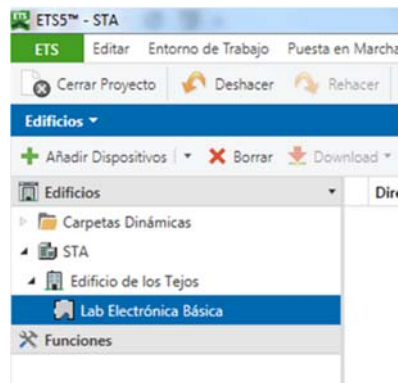 ETS5™ - STA
ETS Editar Entorno de Trabajo Puesta en Marcha
Cerrar Proyecto Deshacer Rehacer
Edificios
Añadir Dispositivos Borrar Download
Edificios Dire
Carpetas Dinámicas
STA
Edificio de los Tejos
Lab Electrónica Básica
Funciones